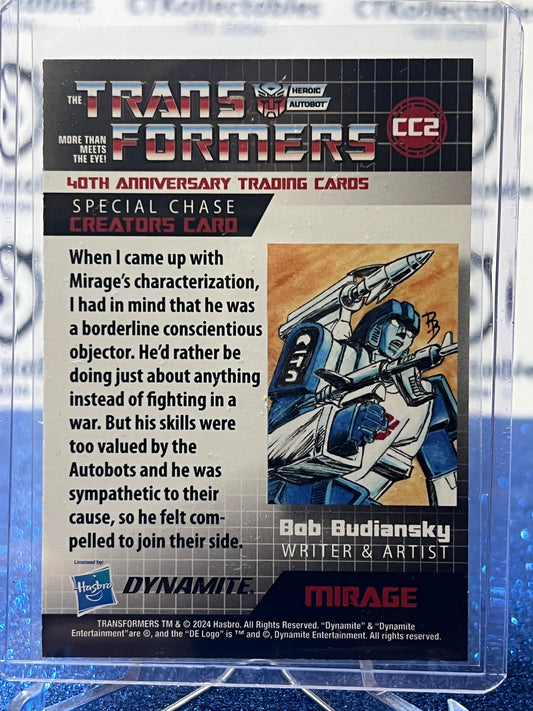 CTKollectables
CTKollectables
THE TRANS HEROIC AUTOBOT
MORE THAN MEETS THE EYE! FORMERS
CC2
40TH ANNIVERSARY TRADING CARDS
SPECIAL CHASE
CREATORS CARD
When I came up with
Mirage's characterization,
I had in mind that he was
a borderline conscientious
objector. He'd rather be
doing just about anything
instead of fighting in a
war. But his skills were
too valued by the
Autobots and he was
sympathetic to their
cause, so he felt com-
pelled to join their side.
BB
Bob Budiansky
WRITER & ARTIST
Licensed by:
Hasbro
DYNAMITE.
MIRAGE
TRANSFORMERS TM & © 2024 Hasbro. All Rights Reserved. "Dynamite" & "Dynamite
Entertainment" are ®, and the "DE Logo" is ™ and ©, Dynamite Entertainment. All rights reserved.